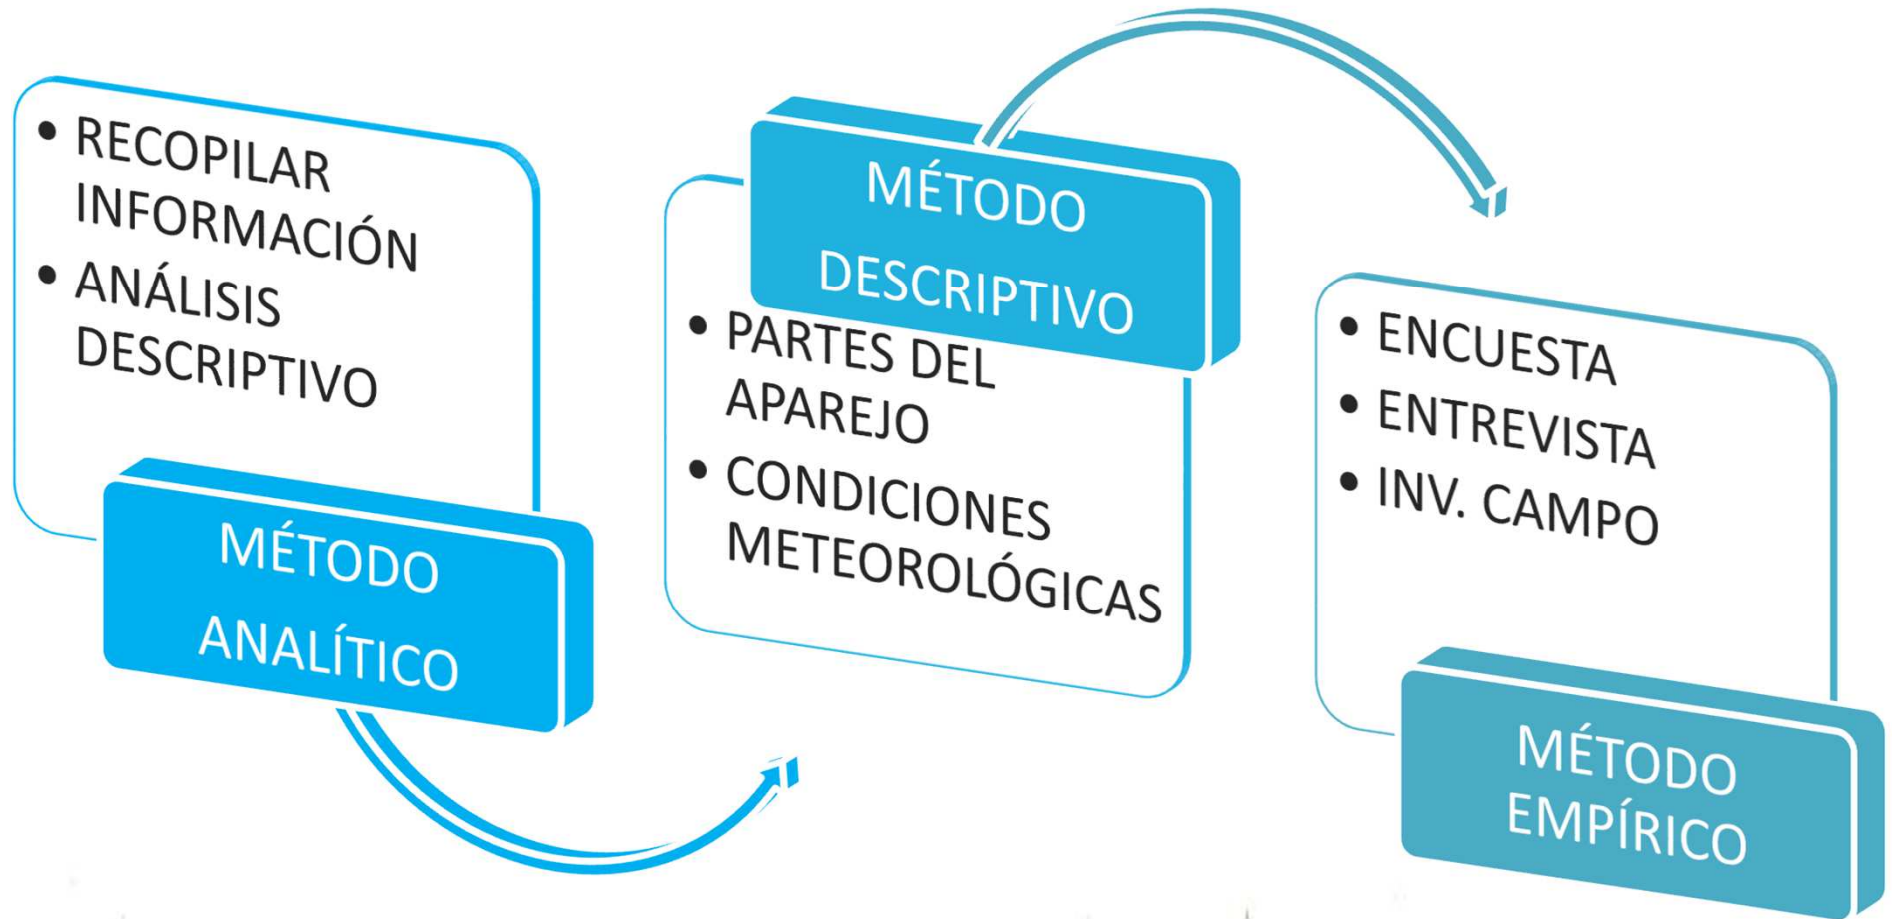 • RECOPILAR
INFORMACIÓN
• ANÁLISIS
DESCRIPTIVO
MÉTODO
ANALÍTICO
MÉTODO
DESCRIPTIVO
• PARTES DEL
APAREJO
• CONDICIONES
METEOROLÓGICAS
• ENCUESTA
• ENTREVISTA
• INV. CAMPO
MÉTODO
EMPÍRICO